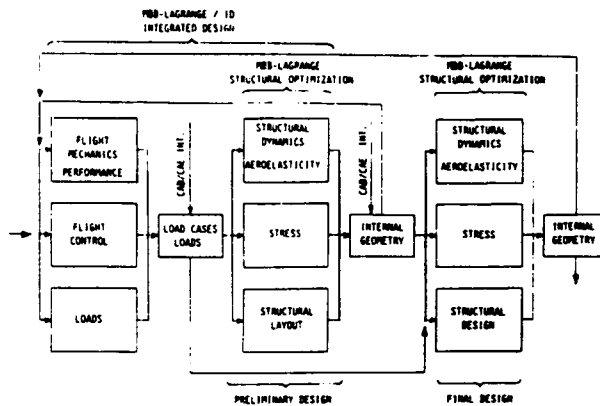 MBB-LAGRANGE / ID
INTEGRATED DESIGN
MBB-LAGRANGE
STRUCTURAL OPTIMIZATION
MBB-LAGRANGE
STRUCTURAL OPTIMIZATION
FLIGHT
MECHANICS
PERFORMANCE
FLIGHT
CONTROL
LOADS
CAD/CAE INT.
LOAD CASES
LOADS
STRUCTURAL
DYNAMICS
AEROELASTICITY
STRESS
STRUCTURAL
LAYOUT
CAD/CAE INT.
INTERNAL
GEOMETRY
STRUCTURAL
DYNAMICS
AEROELASTICITY
STRESS
STRUCTURAL
DESIGN
INTERNAL
GEOMETRY
PRELIMINARY DESIGN
FINAL DESIGN